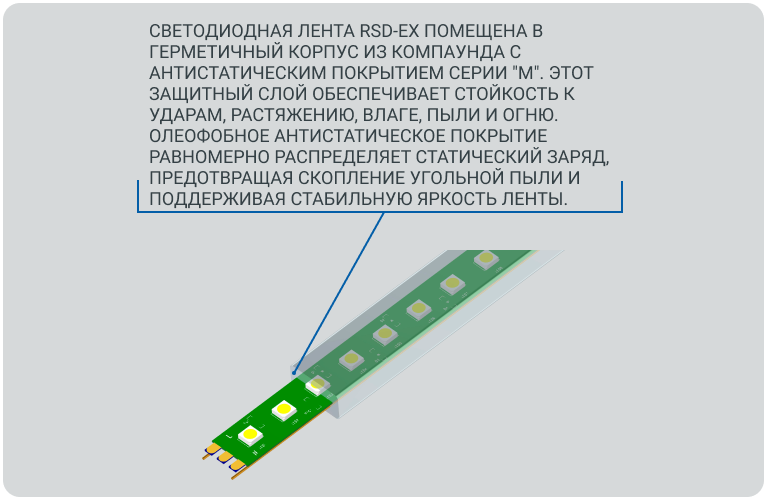 СВЕТОДИОДНАЯ ЛЕНТА RSD-EX ПОМЕЩЕНА В
ГЕРМЕТИЧНЫЙ КОРПУС ИЗ КОМПАУНДА С
АНТИСТАТИЧЕСКИМ ПОКРЫТИЕМ СЕРИИ "М". ЭТОТ
ЗАЩИТНЫЙ СЛОЙ ОБЕСПЕЧИВАЕТ СТОЙКОСТЬ К
УДАРАМ, РАСТЯЖЕНИЮ, ВЛАГЕ, ПЫЛИ И ОГНЮ.
ОЛЕОФОБНОЕ АНТИСТАТИЧЕСКОЕ ПОКРЫТИЕ
РАВНОМЕРНО РАСПРЕДЕЛЯЕТ СТАТИЧЕСКИЙ ЗАРЯД,
ПРЕДОТВРАЩАЯ СКОПЛЕНИЕ УГОЛЬНОЙ ПЫЛИ И
ПОДДЕРЖИВАЯ СТАБИЛЬНУЮ ЯРКОСТЬ ЛЕНТЫ.